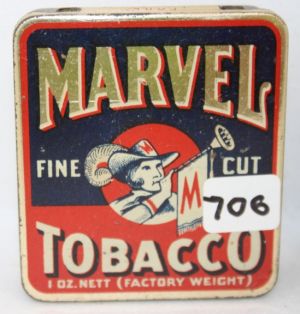 MARVEL
FINE CUT
M
M
706
TOBACCO
1 OZ. NETT (FACTORY WEIGHT)